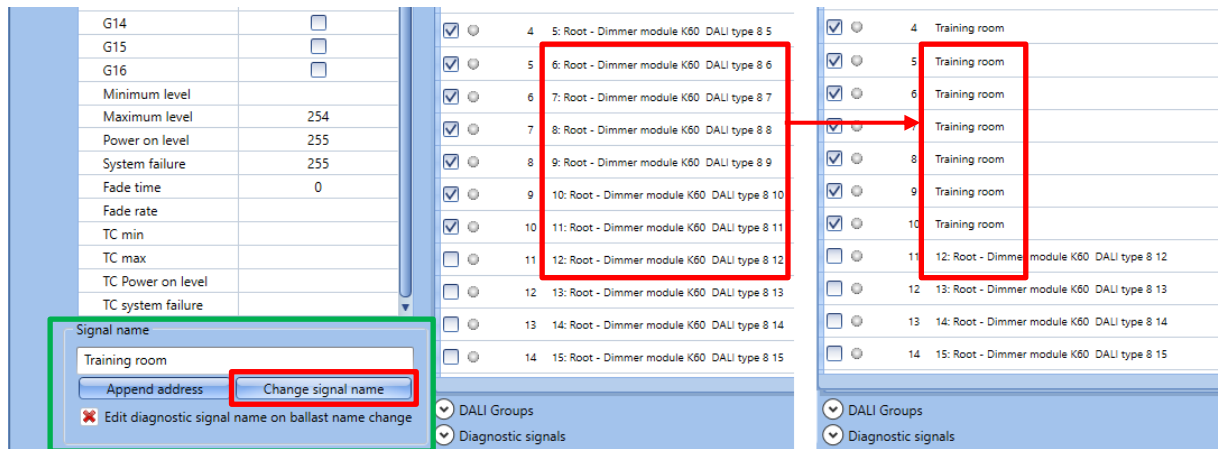 G14
G15
G16
Minimum level
Maximum level 254
Power on level 255
System failure 255
Fade time 0
Fade rate
TC min
TC max
TC Power on level
TC system failure
Signal name
Training room
Append address Change signal name
Edit diagnostic signal name on ballast name change
4 5: Root - Dimmer module K60 DALI type 8 5
5 6: Root - Dimmer module K60 DALI type 8 6
6 7: Root - Dimmer module K60 DALI type 8 7
7 8: Root - Dimmer module K60 DALI type 8 8
8 9: Root - Dimmer module K60 DALI type 8 9
9 10: Root - Dimmer module K60 DALI type 8 10
10 11: Root - Dimmer module K60 DALI type 8 11
11 12: Root - Dimmer module K60 DALI type 8 12
12 13: Root - Dimmer module K60 DALI type 8 13
13 14: Root - Dimmer module K60 DALI type 8 14
14 15: Root - Dimmer module K60 DALI type 8 15
DALI Groups
Diagnostic signals
4 Training room
5 Training room
6 Training room
Training room
8 Training room
9 Training room
10 Training room
11 12: Root - Dimmer module K60 DALI type 8 12
12 13: Root - Dimmer module K60 DALI type 8 13
13 14: Root - Dimmer module K60 DALI type 8 14
14 15: Root - Dimmer module K60 DALI type 8 15
DALI Groups
Diagnostic signals